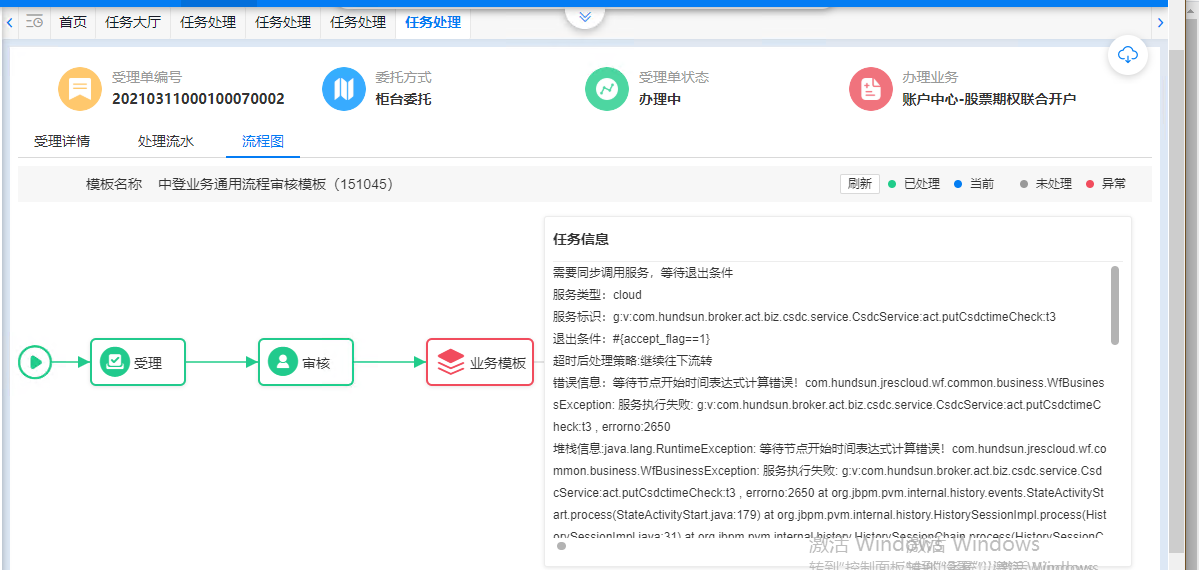 首页 任务大厅 任务处理 任务处理 任务处理 任务处理
受理单编号 委托方式 受理单状态 办理业务
20210311000100070002 柜台委托 办理中 账户中心-股票期权联合开户
受理详情 处理流水 流程图
模板名称 中登业务通用流程审核模板（151045） 刷新 已处理 当前 未处理 异常
任务信息
需要同步调用服务，等待退出条件
服务类型：cloud
服务标识：g:v:com.hundsun.broker.act.biz.csdc.service.CsdcService:act.putCsdctimeCheck:t3
退出条件：#{accept_flag==1}
超时后处理策略:继续往下流转
受理 审核 业务模板
错误信息：等待节点开始时间表达式计算错误！com.hundsun.jrescloud.wf.common.business.WfBusines
sException: 服务执行失败: g:v:com.hundsun.broker.act.biz.csdc.service.CsdcService:act.putCsdctimeC
heck:t3 , errorno:2650
堆栈信息:java.lang.RuntimeException: 等待节点开始时间表达式计算错误！com.hundsun.jrescloud.wf.co
mmon.business.WfBusinessException: 服务执行失败: g:v:com.hundsun.broker.act.biz.csdc.service.Csd
cService:act.putCsdctimeCheck:t3 , errorno:2650 at org.jbpm.pvm.internal.history.events.StateActivitySt
art.process(StateActivityStart.java:179) at org.jbpm.pvm.internal.history.HistorySessionImpl.process(Hist
orySessionImpl.java:31) at org.jbpm.pvm.internal.history.HistorySessionChain.process(HistorySessionC
激活 Windows
激活 Windows
转到"控制面板